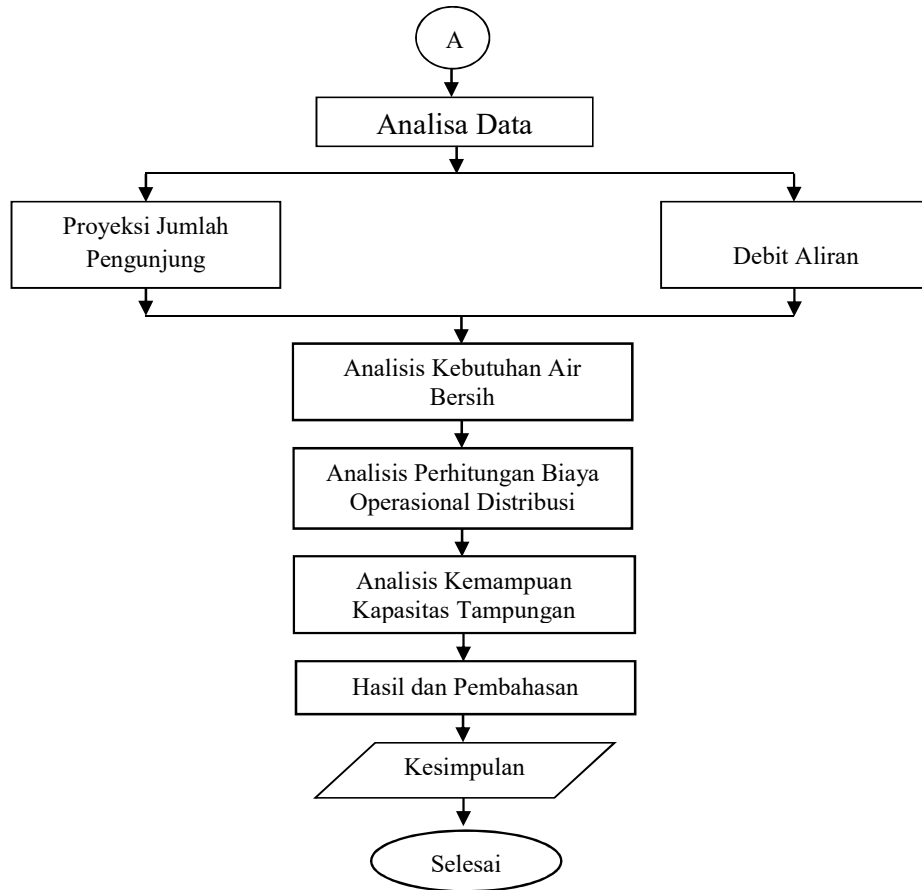 A
Analisa Data
Proyeksi Jumlah
Pengunjung
Debit Aliran
Analisis Kebutuhan Air
Bersih
Analisis Perhitungan Biaya
Operasional Distribusi
Analisis Kemampuan
Kapasitas Tampungan
Hasil dan Pembahasan
Kesimpulan
Selesai